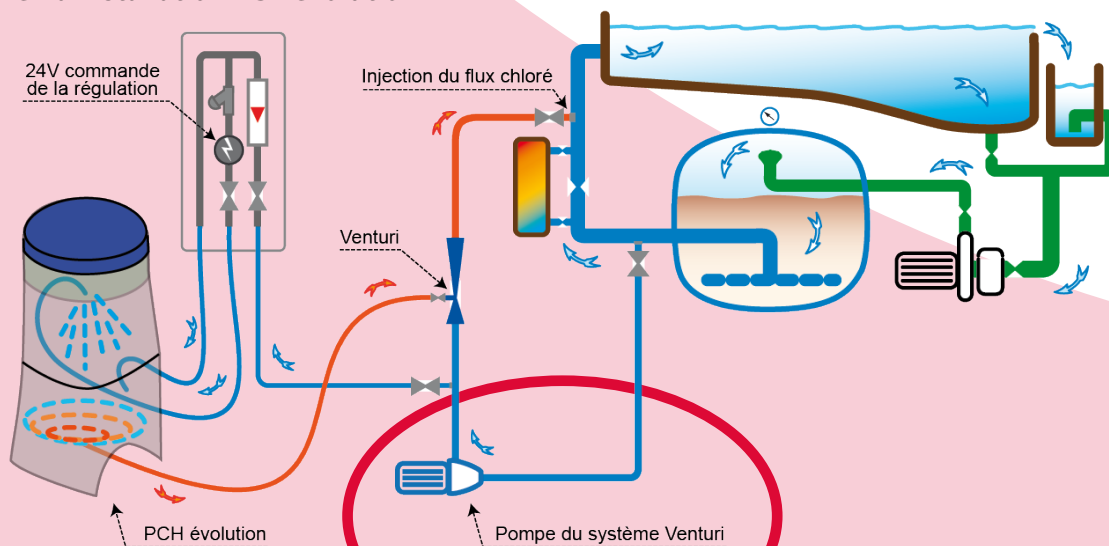 24V commande
de la régulation
Injection du flux chloré
Venturi
PCH évolution
Pompe du système Venturi